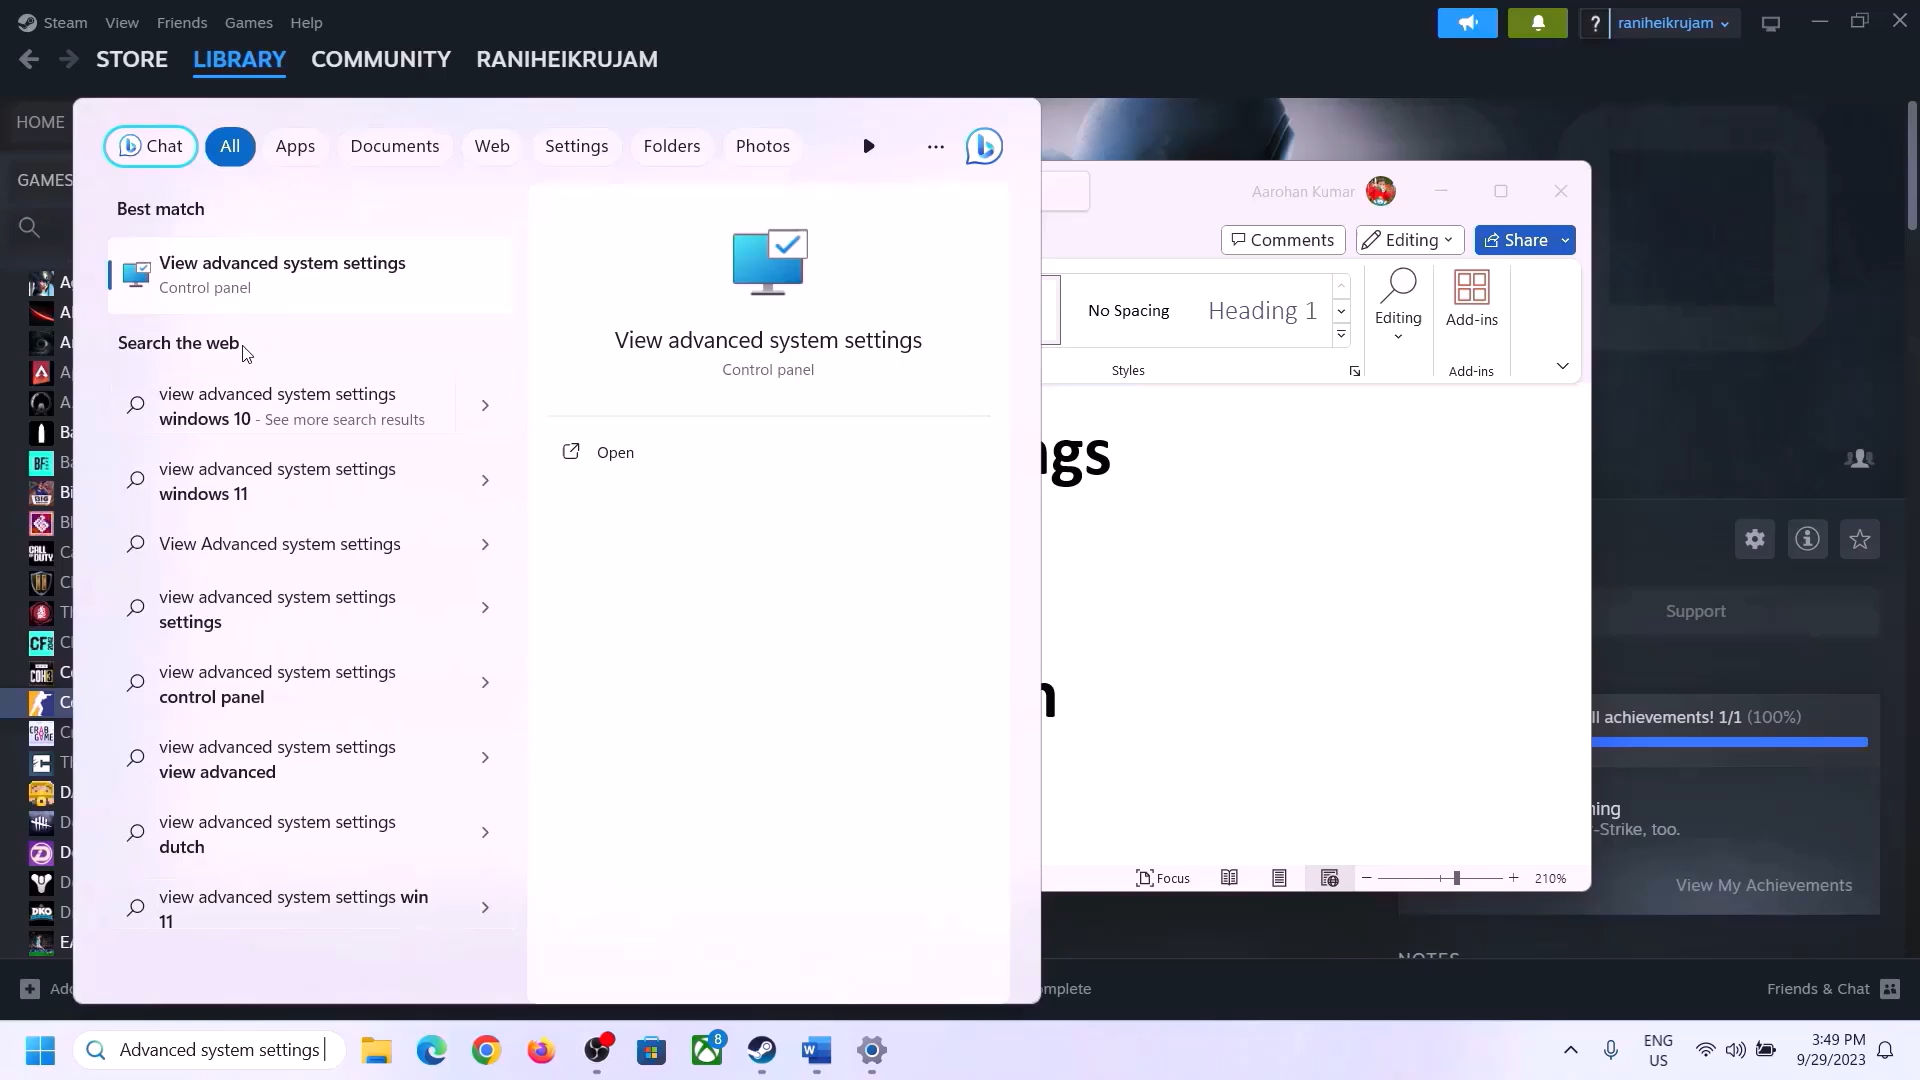 Steam View Friends Games Help
? raniheikrujam
STORE LIBRARY COMMUNITY RANIHEIKRUJAM
HOME
GAMES
Chat All Apps Documents Web Settings Folders Photos
Best match
View advanced system settings
Control panel
Search the web
view advanced system settings
windows 10 - See more search results
view advanced system settings
windows 11
View Advanced system settings
view advanced system settings
settings
view advanced system settings
control panel
view advanced system settings
view advanced
view advanced system settings
dutch
view advanced system settings win
11
View advanced system settings
Control panel
Open
Aarohan Kumar
Comments Editing Share
No Spacing Heading 1
Editing Add-ins
Styles Add-ins
ngs
n
Focus 210%
Support
ll achievements! 1/1 (100%)
ning
-Strike, too.
View My Achievements
NOTES
Add
omplete
Friends & Chat
Advanced system settings
8
ENG
US
3:49 PM
9/29/2023